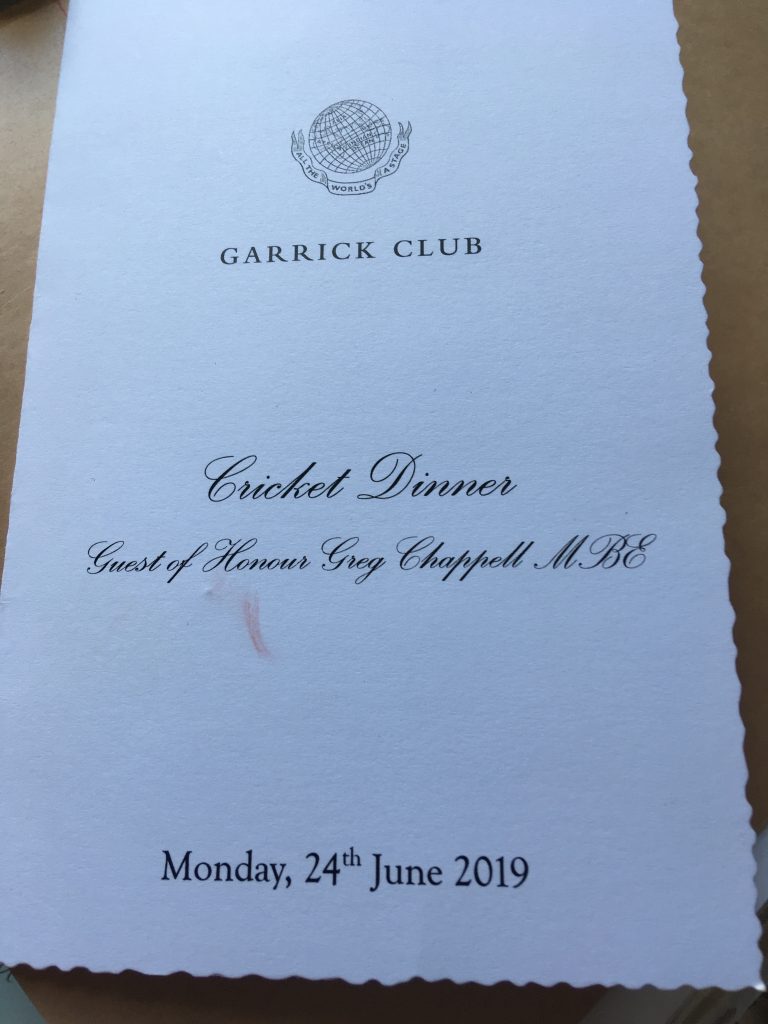 ALL THE WORLD'S A STAGE
GARRICK CLUB
Cricket Dinner
Guest of Honour Greg Chappell MBE
Monday, 24th June 2019